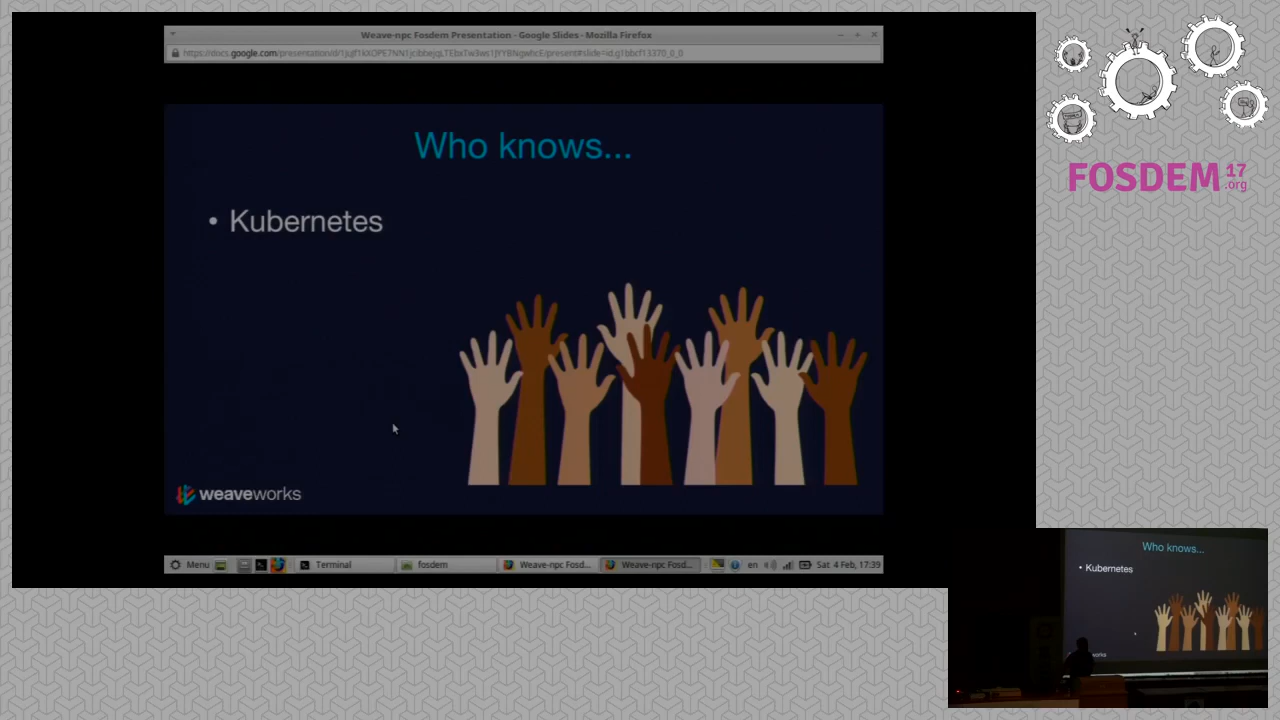 Weave-npc Fosdem Presentation - Google Slides - Mozilla Firefox
Who knows...
• Kubernetes
weaveworks
Menu
Terminal
fosdem
Weave-npc Fosd...
Weave-npc Fosd...
en
Sat 4 Feb, 17:39
FOSDEM 17
.org
Who knows...
• Kubernetes